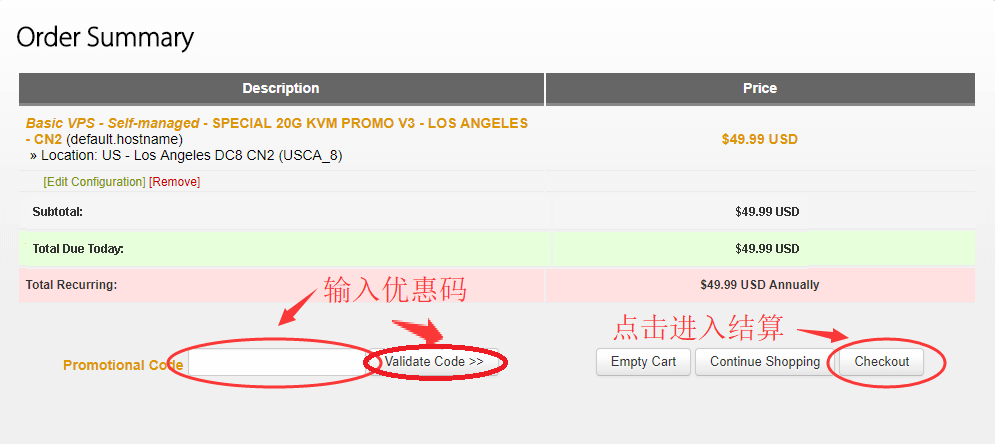 Order Summary
Description Price
Basic VPS - Self-managed - SPECIAL 20G KVM PROMO V3 - LOS ANGELES
- CN2 (default.hostname) $49.99 USD
» Location: US - Los Angeles DC8 CN2 (USCA_8)
[Edit Configuration] [Remove]
Subtotal: $49.99 USD
Total Due Today: $49.99 USD
Total Recurring: $49.99 USD Annually
输入优惠码
点击进入结算
Promotional Code Validate Code >> Empty Cart Continue Shopping Checkout